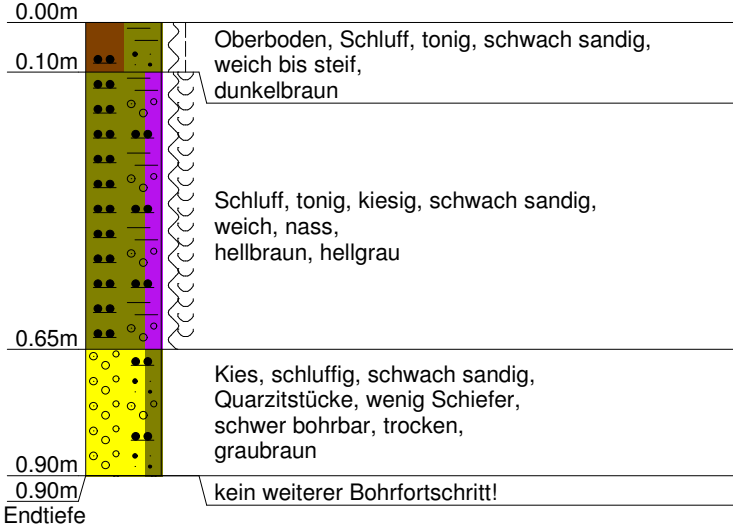 0.00m
Oberboden, Schluff, tonig, schwach sandig,
weich bis steif,
dunkelbraun
0.10m
Schluff, tonig, kiesig, schwach sandig,
weich, nass,
hellbraun, hellgrau
0.65m
Kies, schluffig, schwach sandig,
Quarzitstücke, wenig Schiefer,
schwer bohrbar, trocken,
graubraun
0.90m
0.90m
kein weiterer Bohrfortschritt!
Endtiefe